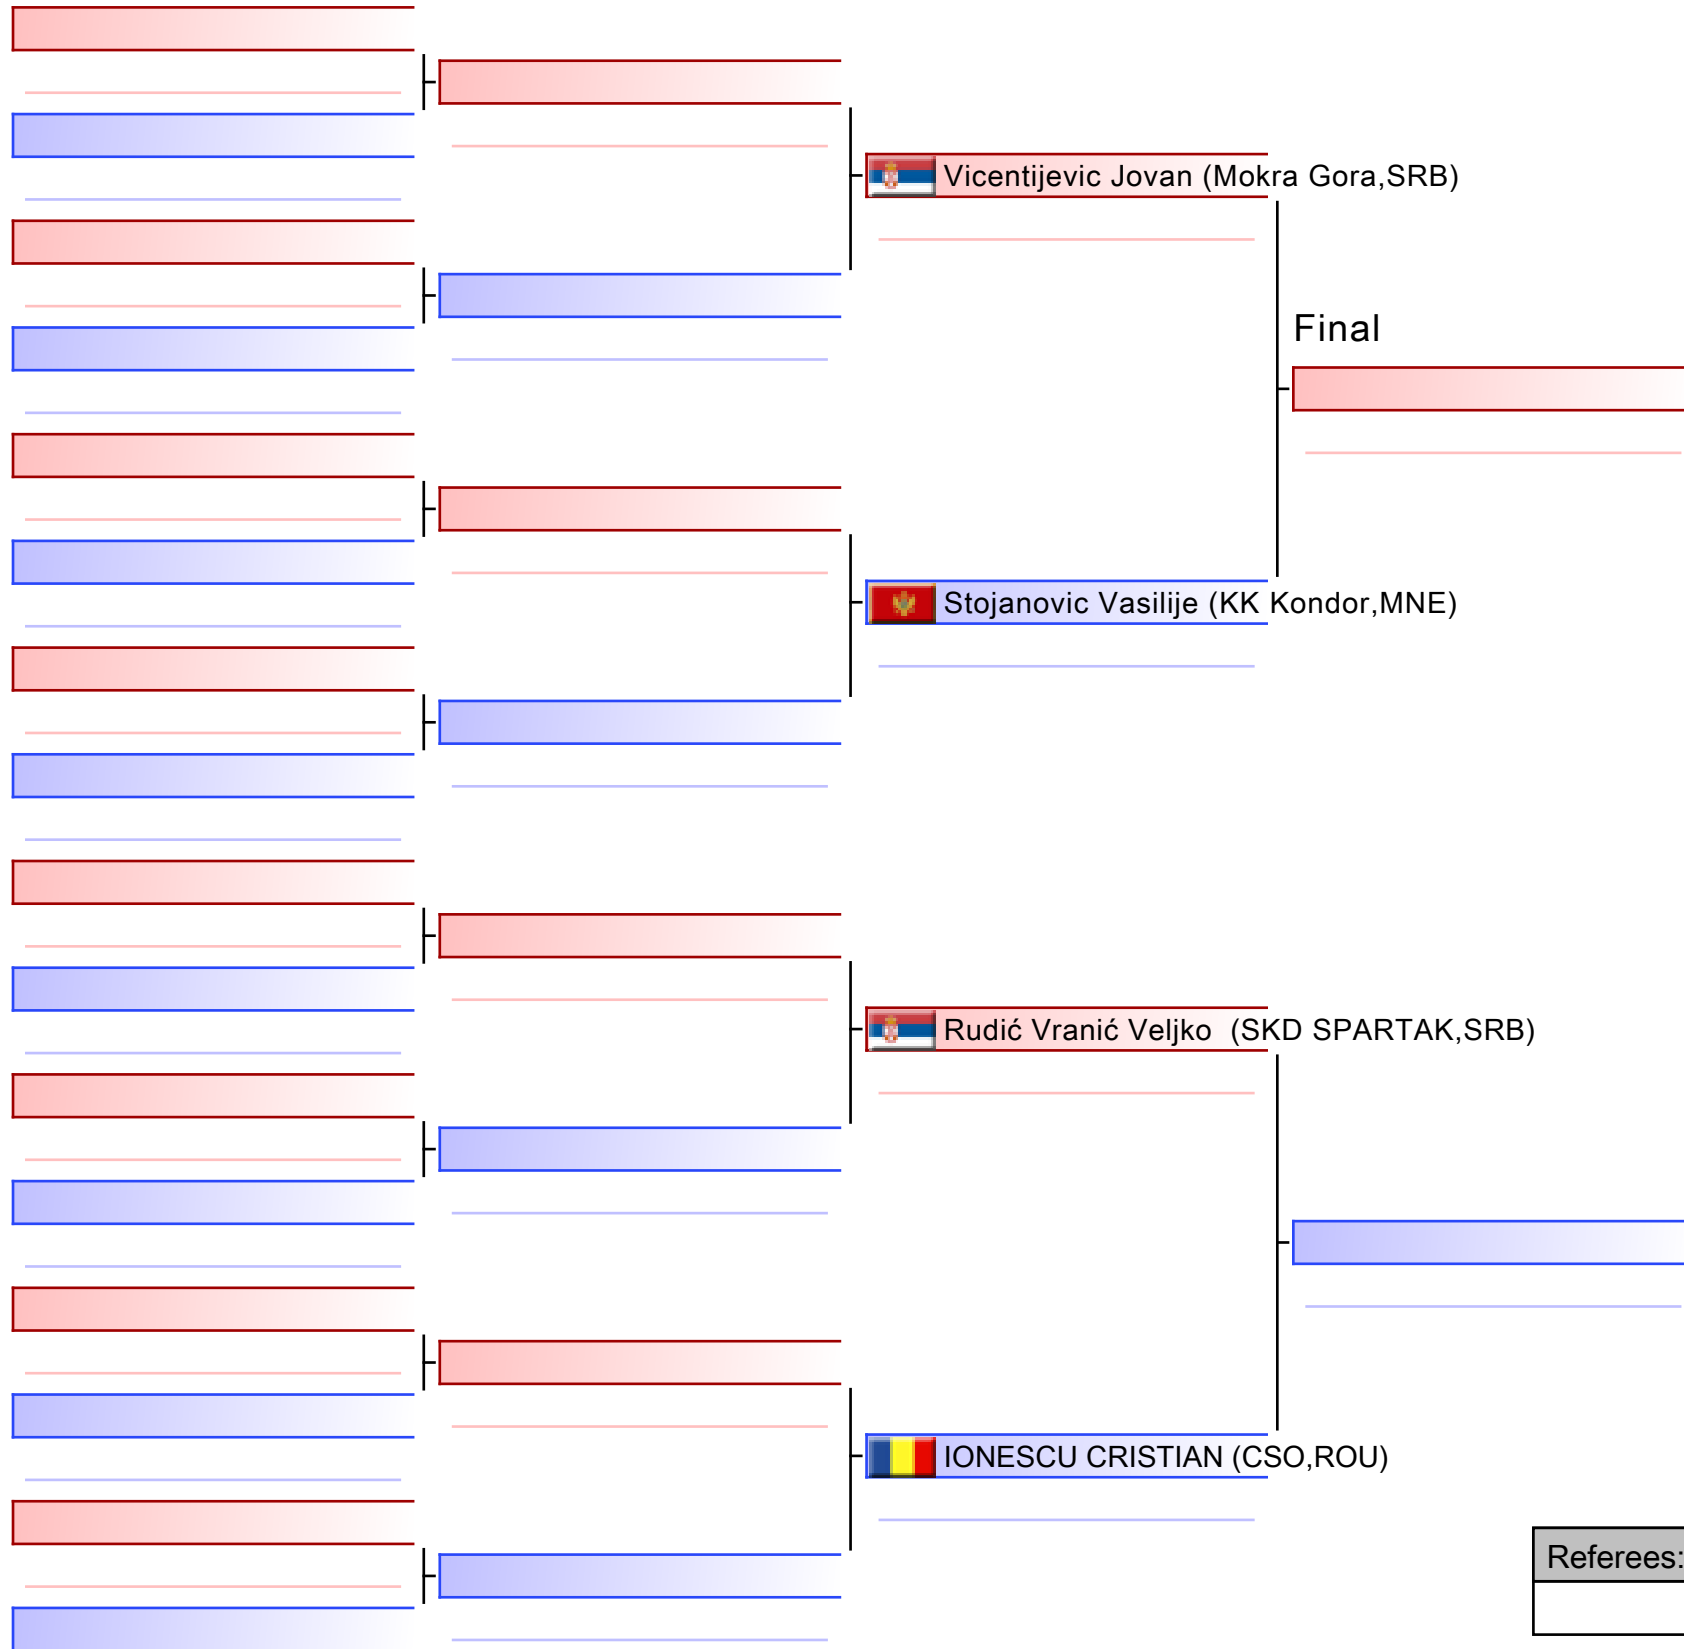 Vicentijevic Jovan (Mokra Gora,SRB)
Final
Stojanovic Vasilije (KK Kondor,MNE)
Rudić Vranić Veljko  (SKD SPARTAK,SRB)
IONESCU CRISTIAN (CSO,ROU)
Referees: